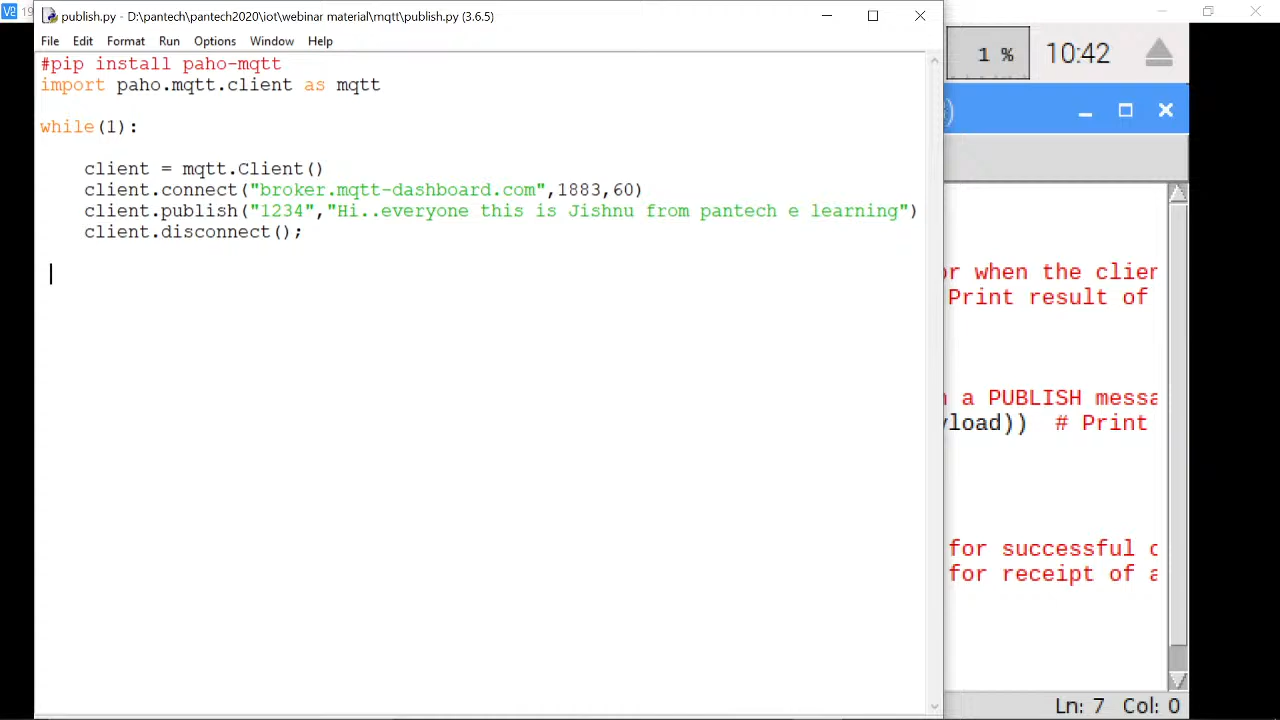 publish.py - D:\pantech\pantech2020\iot\webinar material\mqtt\publish.py (3.6.5)
File Edit Format Run Options Window Help
#pip install paho-mqtt
import paho.mqtt.client as mqtt
while(1):
client = mqtt.Client()
client.connect("broker.mqtt-dashboard.com",1883,60)
client.publish("1234","Hi..everyone this is Jishnu from pantech e learning")
client.disconnect();
1 % 10:42
or when the clien
Print result of
a PUBLISH messa
yload)) # Print
for successful c
for receipt of a
Ln: 7 Col: 0